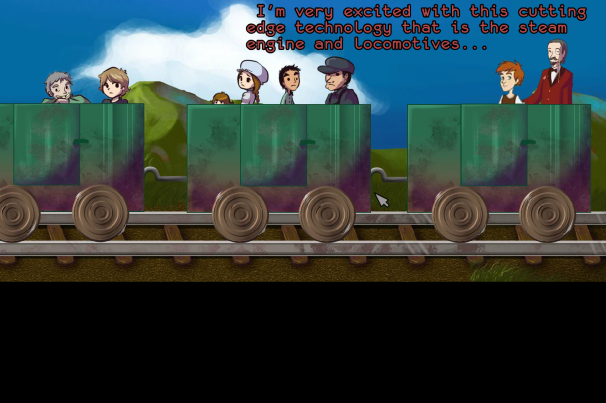 I'm very excited with this cutting
edge technology that is the steam
engine and locomotives...